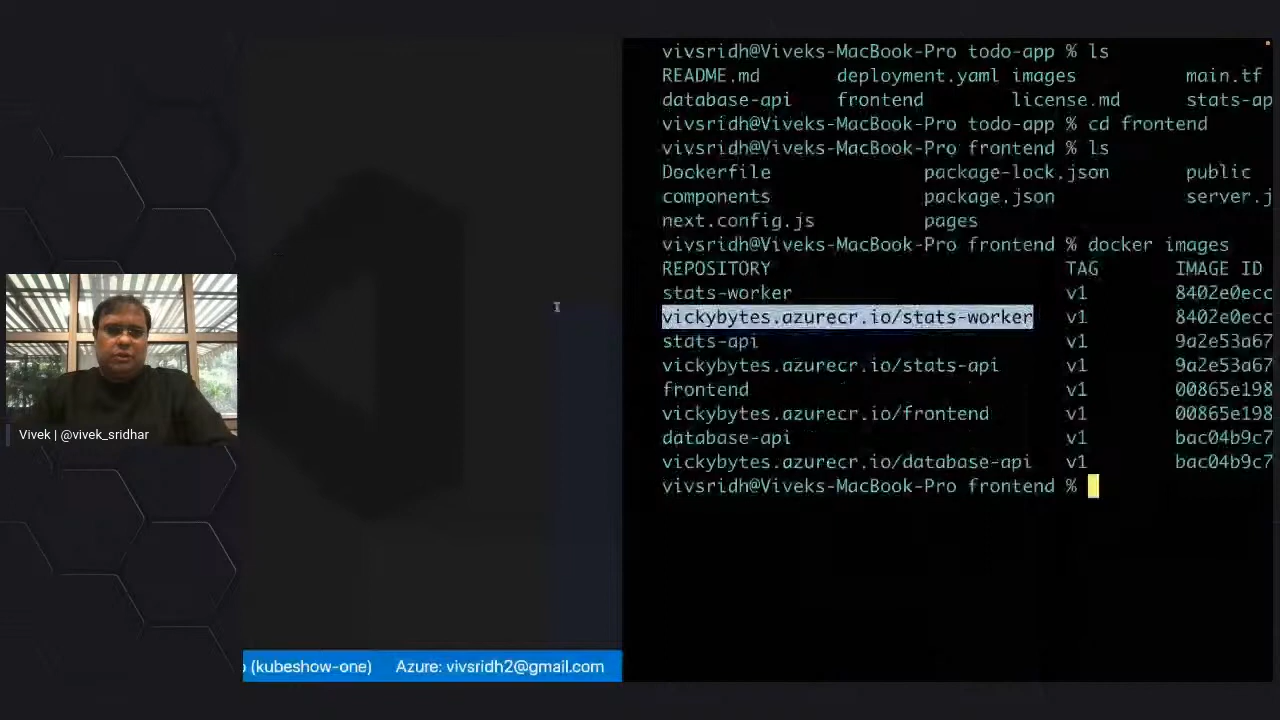 vivsridh@Viveks-MacBook-Pro todo-app % ls
README.md deployment.yaml images main.tf
database-api frontend license.md stats-ap
vivsridh@Viveks-MacBook-Pro todo-app % cd frontend
vivsridh@Viveks-MacBook-Pro frontend % ls
Dockerfile package-lock.json public
components package.json server.j
next.config.js pages
vivsridh@Viveks-MacBook-Pro frontend % docker images
REPOSITORY TAG IMAGE ID
stats-worker v1 8402e0ecc
vickybytes.azurecr.io/stats-worker v1 8402e0ecc
stats-api v1 9a2e53a67
vickybytes.azurecr.io/stats-api v1 9a2e53a67
frontend v1 00865e198
vickybytes.azurecr.io/frontend v1 00865e198
database-api v1 bac04b9c7
vickybytes.azurecr.io/database-api v1 bac04b9c7
vivsridh@Viveks-MacBook-Pro frontend %
Vivek | @vivek_sridhar
(kubeshow-one) Azure: vivsridh2@gmail.com